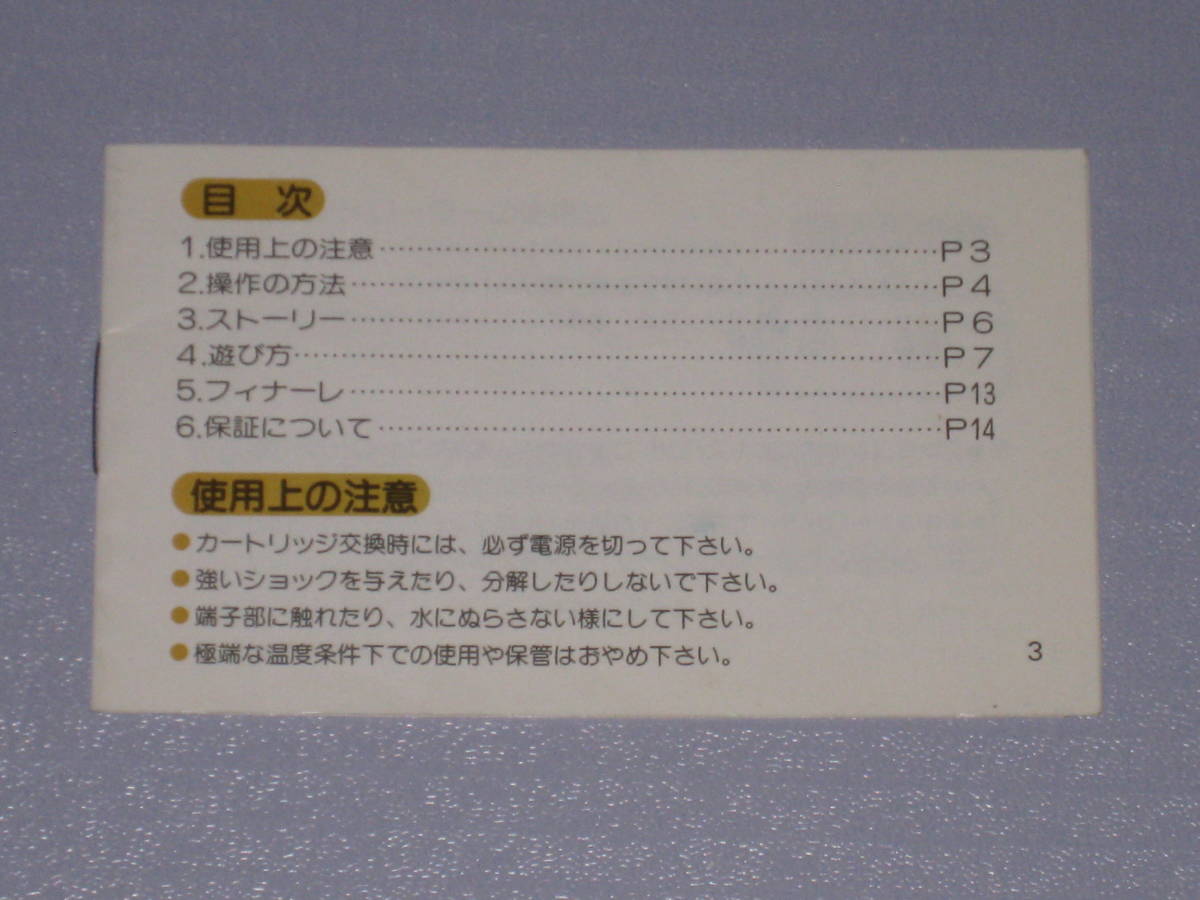 目 次
1.使用上の注意………………………………………P3
2.操作の方法…………………………………………P4
3.ストーリー…………………………………………P6
4.遊び方………………………………………………P7
5.フィナーレ…………………………………………P13
6.保証について………………………………………P14
使用上の注意
●カートリッジ交換時には、必ず電源を切って下さい。
●強いショックを与えたり、分解したりしないで下さい。
●端子部に触れたり、水にぬらさない様にして下さい。
●極端な温度条件下での使用や保管はおやめ下さい。
3